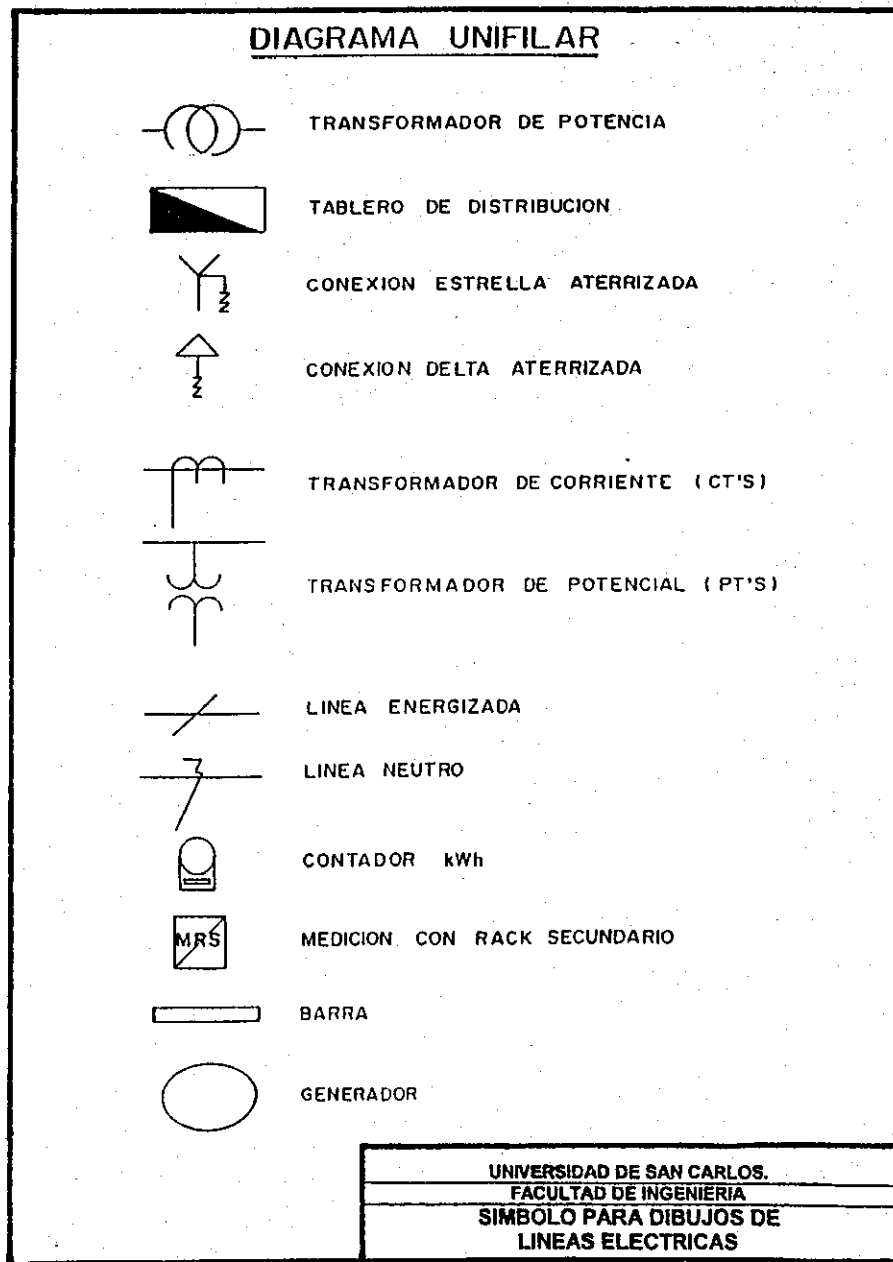 DIAGRAMA UNIFILAR
TRANSFORMADOR DE POTENCIA
TABLERO DE DISTRIBUCION
CONEXION ESTRELLA ATERRIZADA
CONEXION DELTA ATERRIZADA
TRANSFORMADOR DE CORRIENTE (CT'S)
TRANSFORMADOR DE POTENCIAL (PT'S)
LINEA ENERGIZADA
LINEA NEUTRO
CONTADOR kWh
MRS MEDICION CON RACK SECUNDARIO
BARRA
GENERADOR
UNIVERSIDAD DE SAN CARLOS.
FACULTAD DE INGENIERIA
SIMBOLO PARA DIBUJOS DE
LINEAS ELECTRICAS